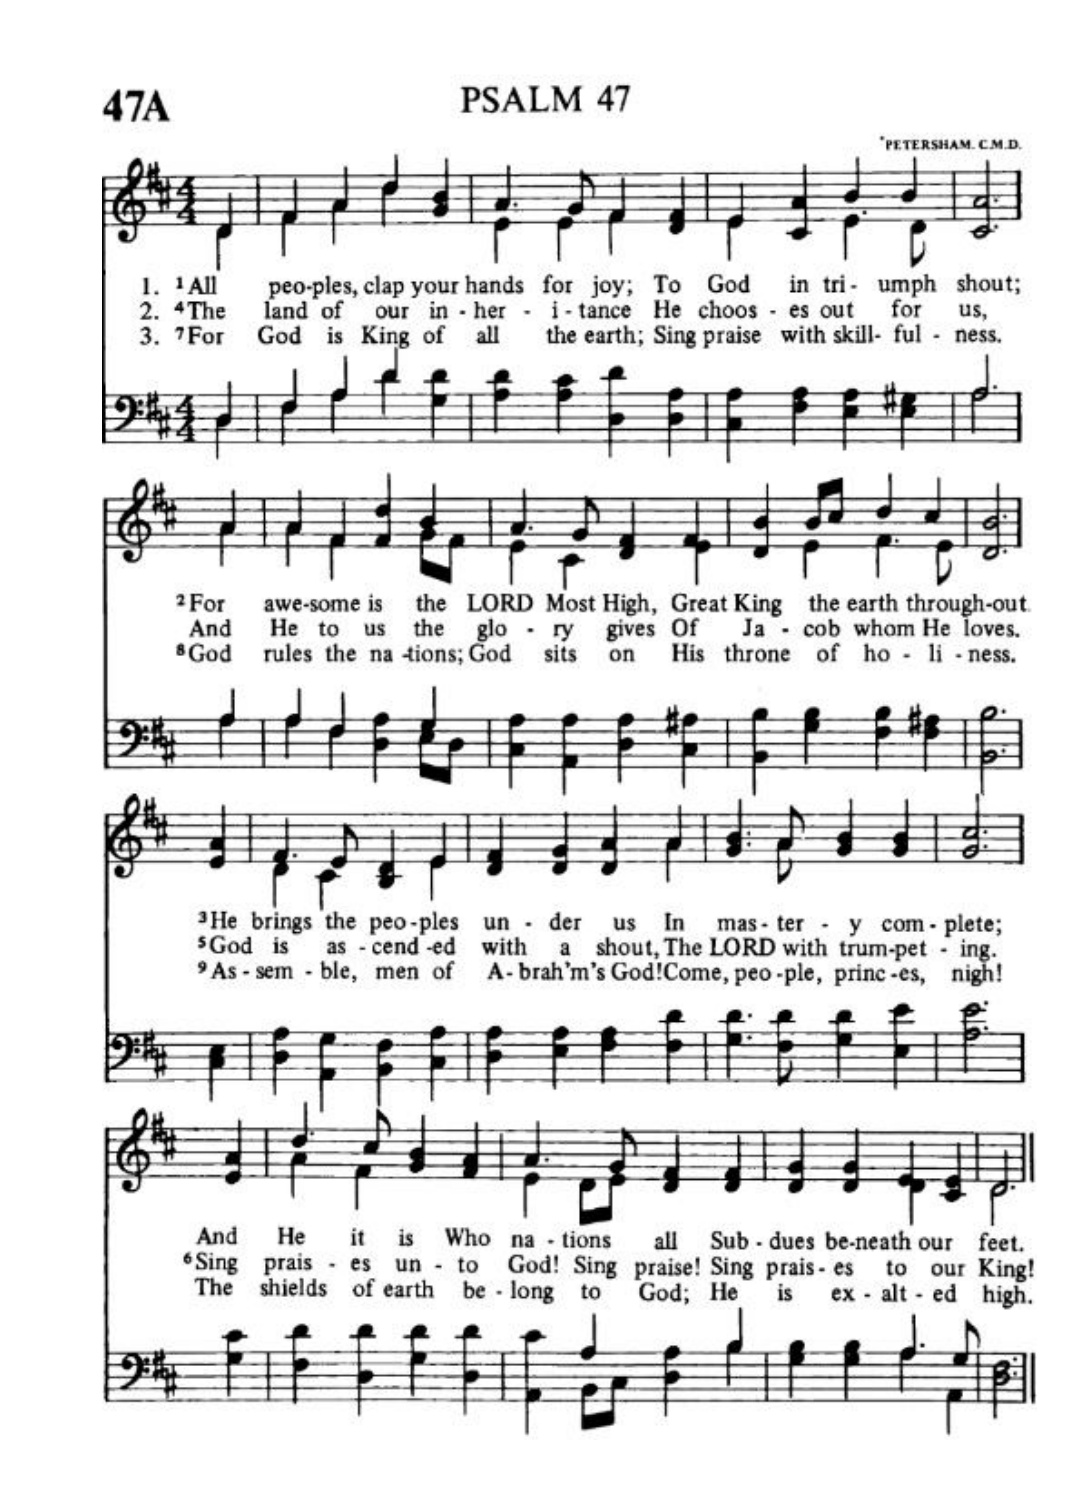 47A
PSALM 47
*PETERSHAM. C.M.D.
1. ¹All peo-ples, clap your hands for joy; To God in tri- umph shout;
2. ⁴The land of our in - her - i - tance He choos - es out for us,
3. ⁷For God is King of all the earth; Sing praise with skill- ful - ness.
²For awe-some is the LORD Most High, Great King the earth through-out.
And He to us the glo - ry gives Of Ja - cob whom He loves.
⁸God rules the na -tions; God sits on His throne of ho - li - ness.
³He brings the peo-ples un - der us In mas- ter - y com - plete;
⁵God is as - cend -ed with a shout, The LORD with trum-pet - ing.
⁹As - sem - ble, men of A- brah'm's God!Come, peo -ple, princ -es, nigh!
And He it is Who na - tions all Sub - dues be-neath our feet.
⁶Sing prais - es un - to God! Sing praise! Sing prais- es to our King!
The shields of earth be - long to God; He is ex - alt - ed high.